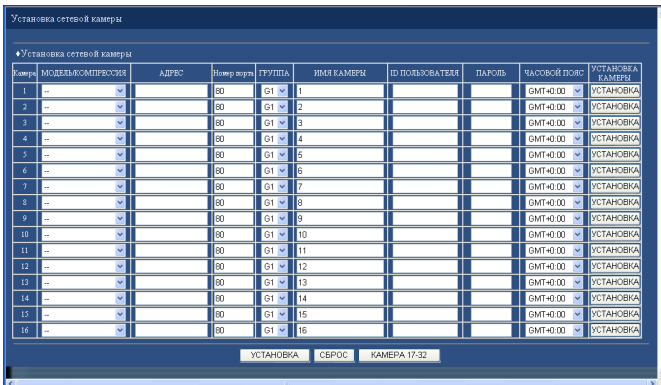 Установка сетевой камеры
♦Установка сетевой камеры
Камера МОДЕЛЬ/КОМПРЕССИЯ АДРЕС Номер порта ГРУППА ИМЯ КАМЕРЫ ID ПОЛЬЗОВАТЕЛЯ ПАРОЛЬ ЧАСОВОЙ ПОЯС УСТАНОВКА КАМЕРЫ
1 -- 80 G1 1 GMT+0:00 УСТАНОВКА
2 -- 80 G1 2 GMT+0:00 УСТАНОВКА
3 -- 80 G1 3 GMT+0:00 УСТАНОВКА
4 -- 80 G1 4 GMT+0:00 УСТАНОВКА
5 -- 80 G1 5 GMT+0:00 УСТАНОВКА
6 -- 80 G1 6 GMT+0:00 УСТАНОВКА
7 -- 80 G1 7 GMT+0:00 УСТАНОВКА
8 -- 80 G1 8 GMT+0:00 УСТАНОВКА
9 -- 80 G1 9 GMT+0:00 УСТАНОВКА
10 -- 80 G1 10 GMT+0:00 УСТАНОВКА
11 -- 80 G1 11 GMT+0:00 УСТАНОВКА
12 -- 80 G1 12 GMT+0:00 УСТАНОВКА
13 -- 80 G1 13 GMT+0:00 УСТАНОВКА
14 -- 80 G1 14 GMT+0:00 УСТАНОВКА
15 -- 80 G1 15 GMT+0:00 УСТАНОВКА
16 -- 80 G1 16 GMT+0:00 УСТАНОВКА
УСТАНОВКА СБРОС КАМЕРА 17-32